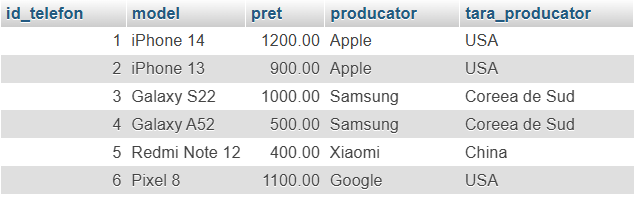 id_telefon model pret producator tara_producator
1 iPhone 14 1200.00 Apple USA
2 iPhone 13 900.00 Apple USA
3 Galaxy S22 1000.00 Samsung Coreea de Sud
4 Galaxy A52 500.00 Samsung Coreea de Sud
5 Redmi Note 12 400.00 Xiaomi China
6 Pixel 8 1100.00 Google USA